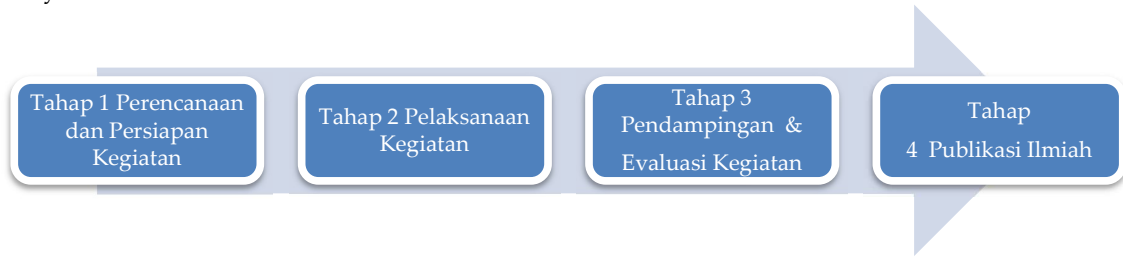 Tahap 1 Perencanaan
dan Persiapan
Kegiatan
Tahap 2 Pelaksanaan
Kegiatan
Tahap 3
Pendampingan &
Evaluasi Kegiatan
Tahap
4 Publikasi Ilmiah